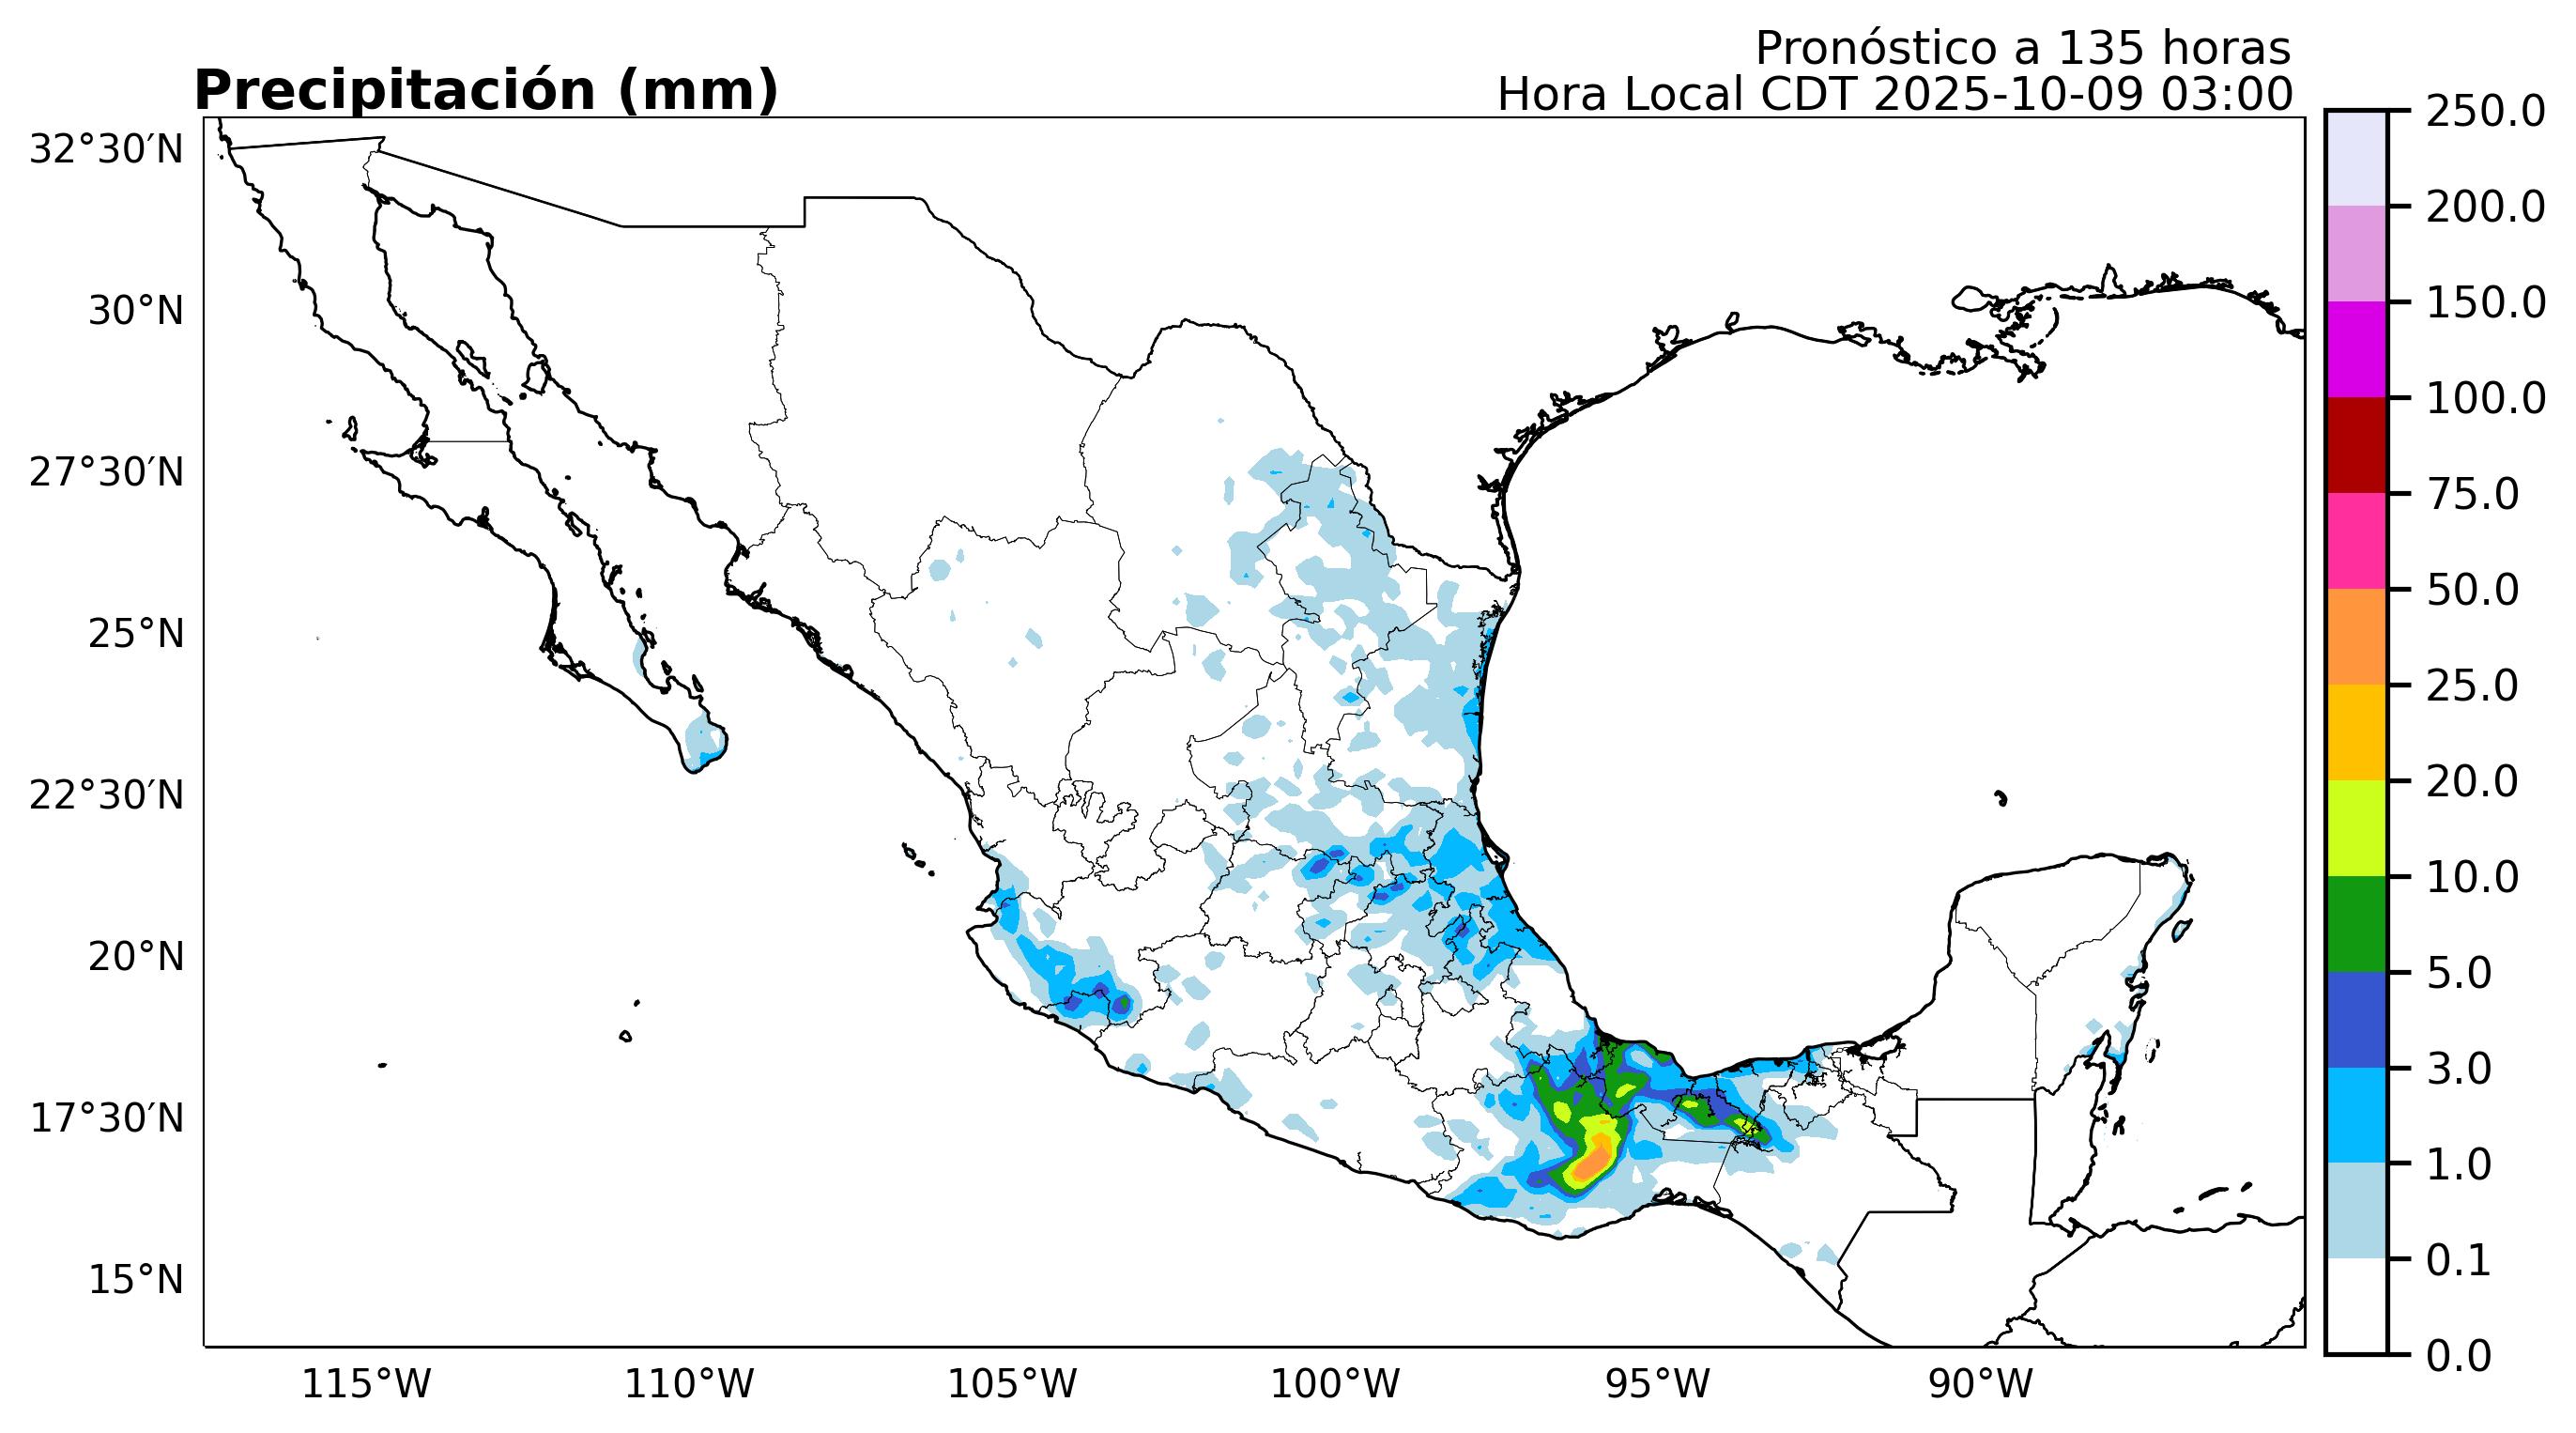 Pronóstico a 135 horas
Precipitación (mm)
Hora Local CDT 2025-10-09 03:00
32°30′N
30°N
27°30′N
25°N
22°30′N
20°N
17°30′N
15°N
115°W
110°W
105°W
100°W
95°W
90°W
250.0
200.0
150.0
100.0
75.0
50.0
25.0
20.0
10.0
5.0
3.0
1.0
0.1
0.0